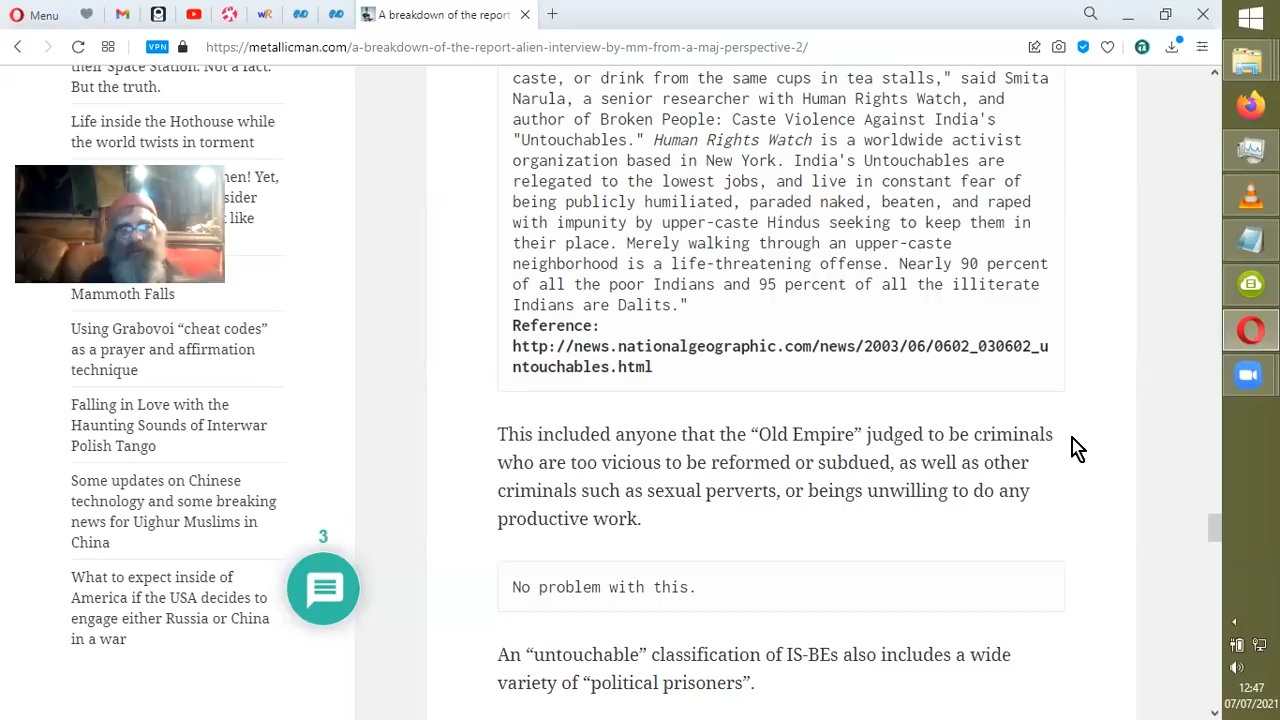 Menu
A breakdown of the report
https://metallicman.com/a-breakdown-of-the-report-alien-interview-by-mm-from-a-maj-perspective-2/
VPN
their Space Station. Not a fact.
But the truth.
Life inside the Hothouse while
the world twists in torment
men! Yet,
sider
like
Mammoth Falls
Using Grabovoi “cheat codes”
as a prayer and affirmation
technique
Falling in Love with the
Haunting Sounds of Interwar
Polish Tango
Some updates on Chinese
technology and some breaking
news for Uighur Muslims in
China
What to expect inside of
America if the USA decides to
engage either Russia or China
in a war
3
caste, or drink from the same cups in tea stalls," said Smita
Narula, a senior researcher with Human Rights Watch, and
author of Broken People: Caste Violence Against India's
"Untouchables." Human Rights Watch is a worldwide activist
organization based in New York. India's Untouchables are
relegated to the lowest jobs, and live in constant fear of
being publicly humiliated, paraded naked, beaten, and raped
with impunity by upper-caste Hindus seeking to keep them in
their place. Merely walking through an upper-caste
neighborhood is a life-threatening offense. Nearly 90 percent
of all the poor Indians and 95 percent of all the illiterate
Indians are Dalits."
Reference:
http://news.nationalgeographic.com/news/2003/06/0602_030602_u
ntouchables.html
This included anyone that the “Old Empire” judged to be criminals
who are too vicious to be reformed or subdued, as well as other
criminals such as sexual perverts, or beings unwilling to do any
productive work.
No problem with this.
An “untouchable” classification of IS-BEs also includes a wide
variety of “political prisoners”.
12:47
07/07/2021